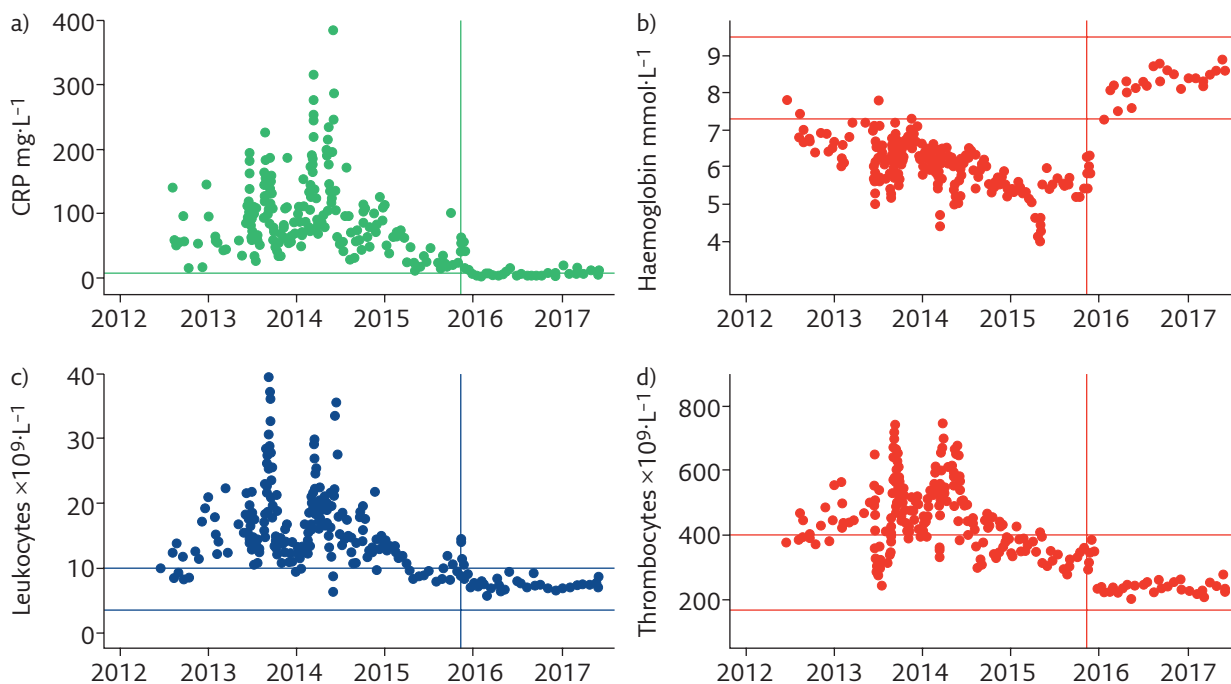 a)
CRP mg·L⁻¹
400
300
200
100
0
2012 2013 2014 2015 2016 2017
b)
Haemoglobin mmol·L⁻¹
9
8
7
6
5
4
2012 2013 2014 2015 2016 2017
c)
Leukocytes ×10⁹·L⁻¹
40
30
20
10
0
2012 2013 2014 2015 2016 2017
d)
Thrombocytes ×10⁹·L⁻¹
800
600
400
200
2012 2013 2014 2015 2016 2017